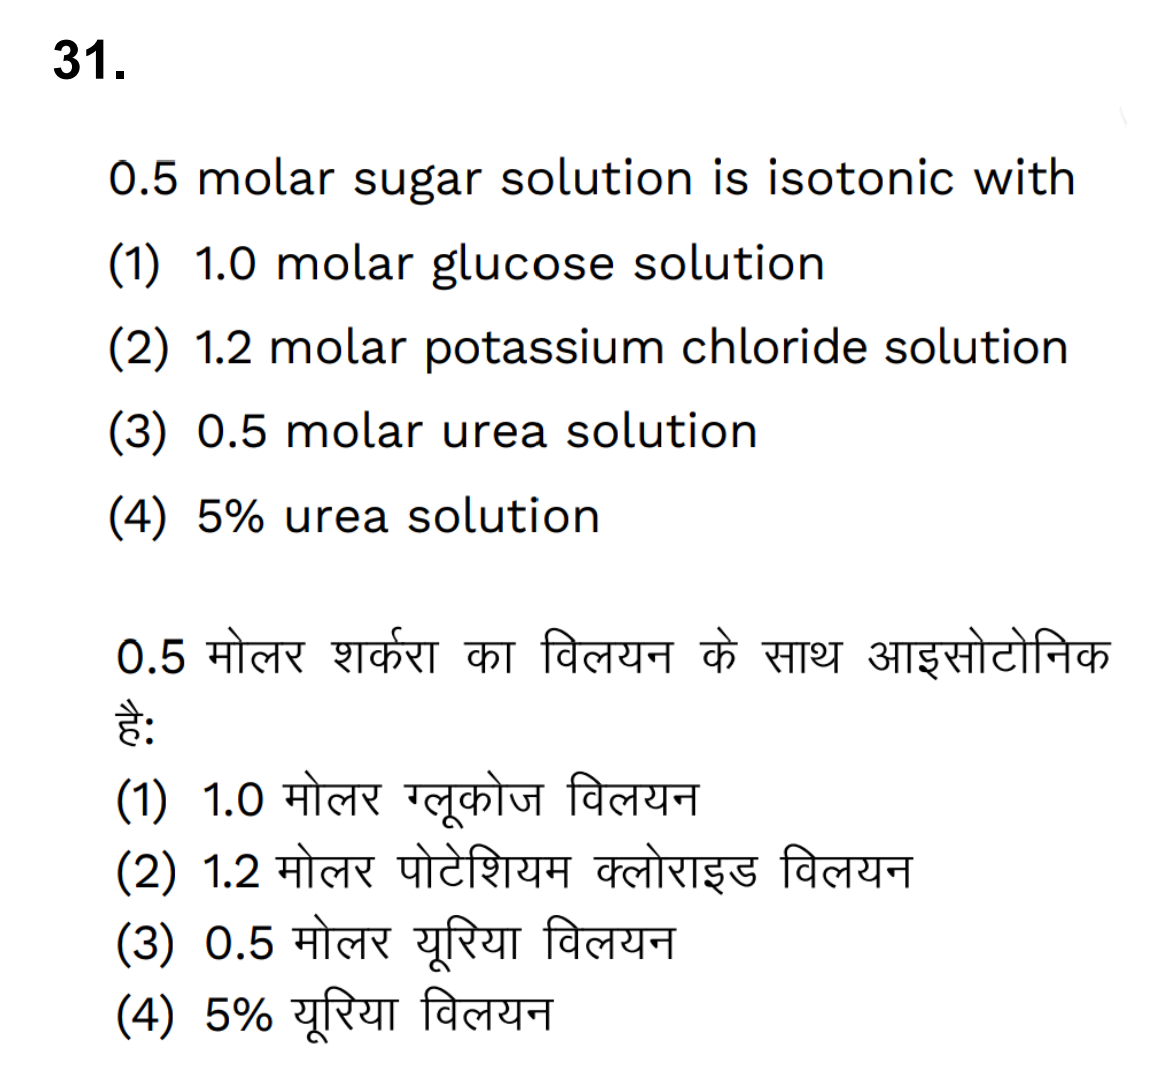 31.
0.5 molar sugar solution is isotonic with
(1) 1.0 molar glucose solution
(2) 1.2 molar potassium chloride solution
(3) 0.5 molar urea solution
(4) 5% urea solution
0.5 मोलर शर्करा का विलयन के साथ आइसोटोनिक
है:
(1) 1.0 मोलर ग्लूकोज विलयन
(2) 1.2 मोलर पोटेशियम क्लोराइड विलयन
(3) 0.5 मोलर यूरिया विलयन
(4) 5% यूरिया विलयन